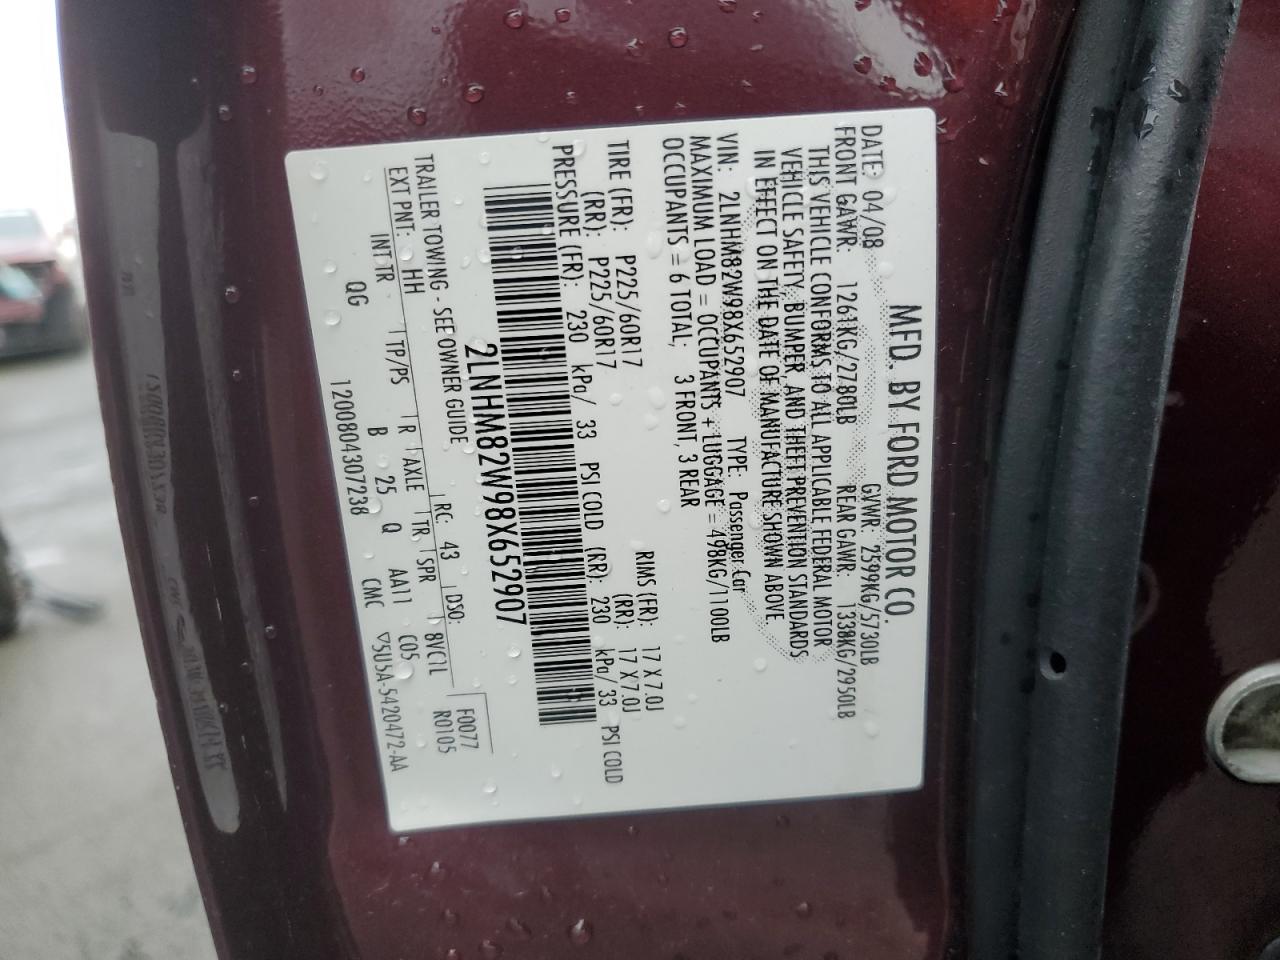 MFD. BY FORD MOTOR CO.
DATE: 04/08 GVWR: 2599KG/5730LB
FRONT GAWR: 1261KG/2780LB REAR GAWR: 1338KG/2950LB
THIS VEHICLE CONFORMS TO ALL APPLICABLE FEDERAL MOTOR
VEHICLE SAFETY, BUMPER, AND THEFT PREVENTION STANDARDS
IN EFFECT ON THE DATE OF MANUFACTURE SHOWN ABOVE.
VIN: 2LNHM82W98X652907 TYPE: Passenger Car
MAXIMUM LOAD = OCCUPANTS + LUGGAGE = 498KG/1100LB
OCCUPANTS = 6 TOTAL, 3 FRONT, 3 REAR
RIMS (FR): 17 X 7.0J
TIRE (FR): P225/60R17 (RR): 17 X 7.0J
(RR): P225/60R17
PRESSURE (FR): 230 kPa/ 33 PSI COLD (RR): 230 kPa/ 33 PSI COLD
2LNHM82W98X652907
TRAILER TOWING - SEE OWNER GUIDE
F0077
R0105
EXT PNT: HH RC: 43 DSO:
INT TR TP/PS R AXLE TR SPR 8VC1L
QG B 25 Q AA11 C05
120080430723​8 CMC ▽5U5A-5420472-AA